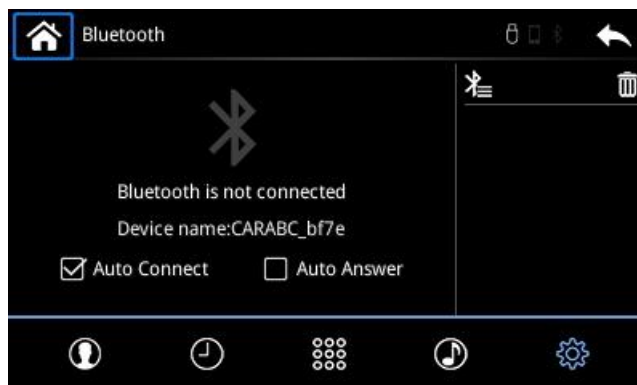 Bluetooth
Bluetooth is not connected
Device name:CARABC_bf7e
Auto Connect
Auto Answer